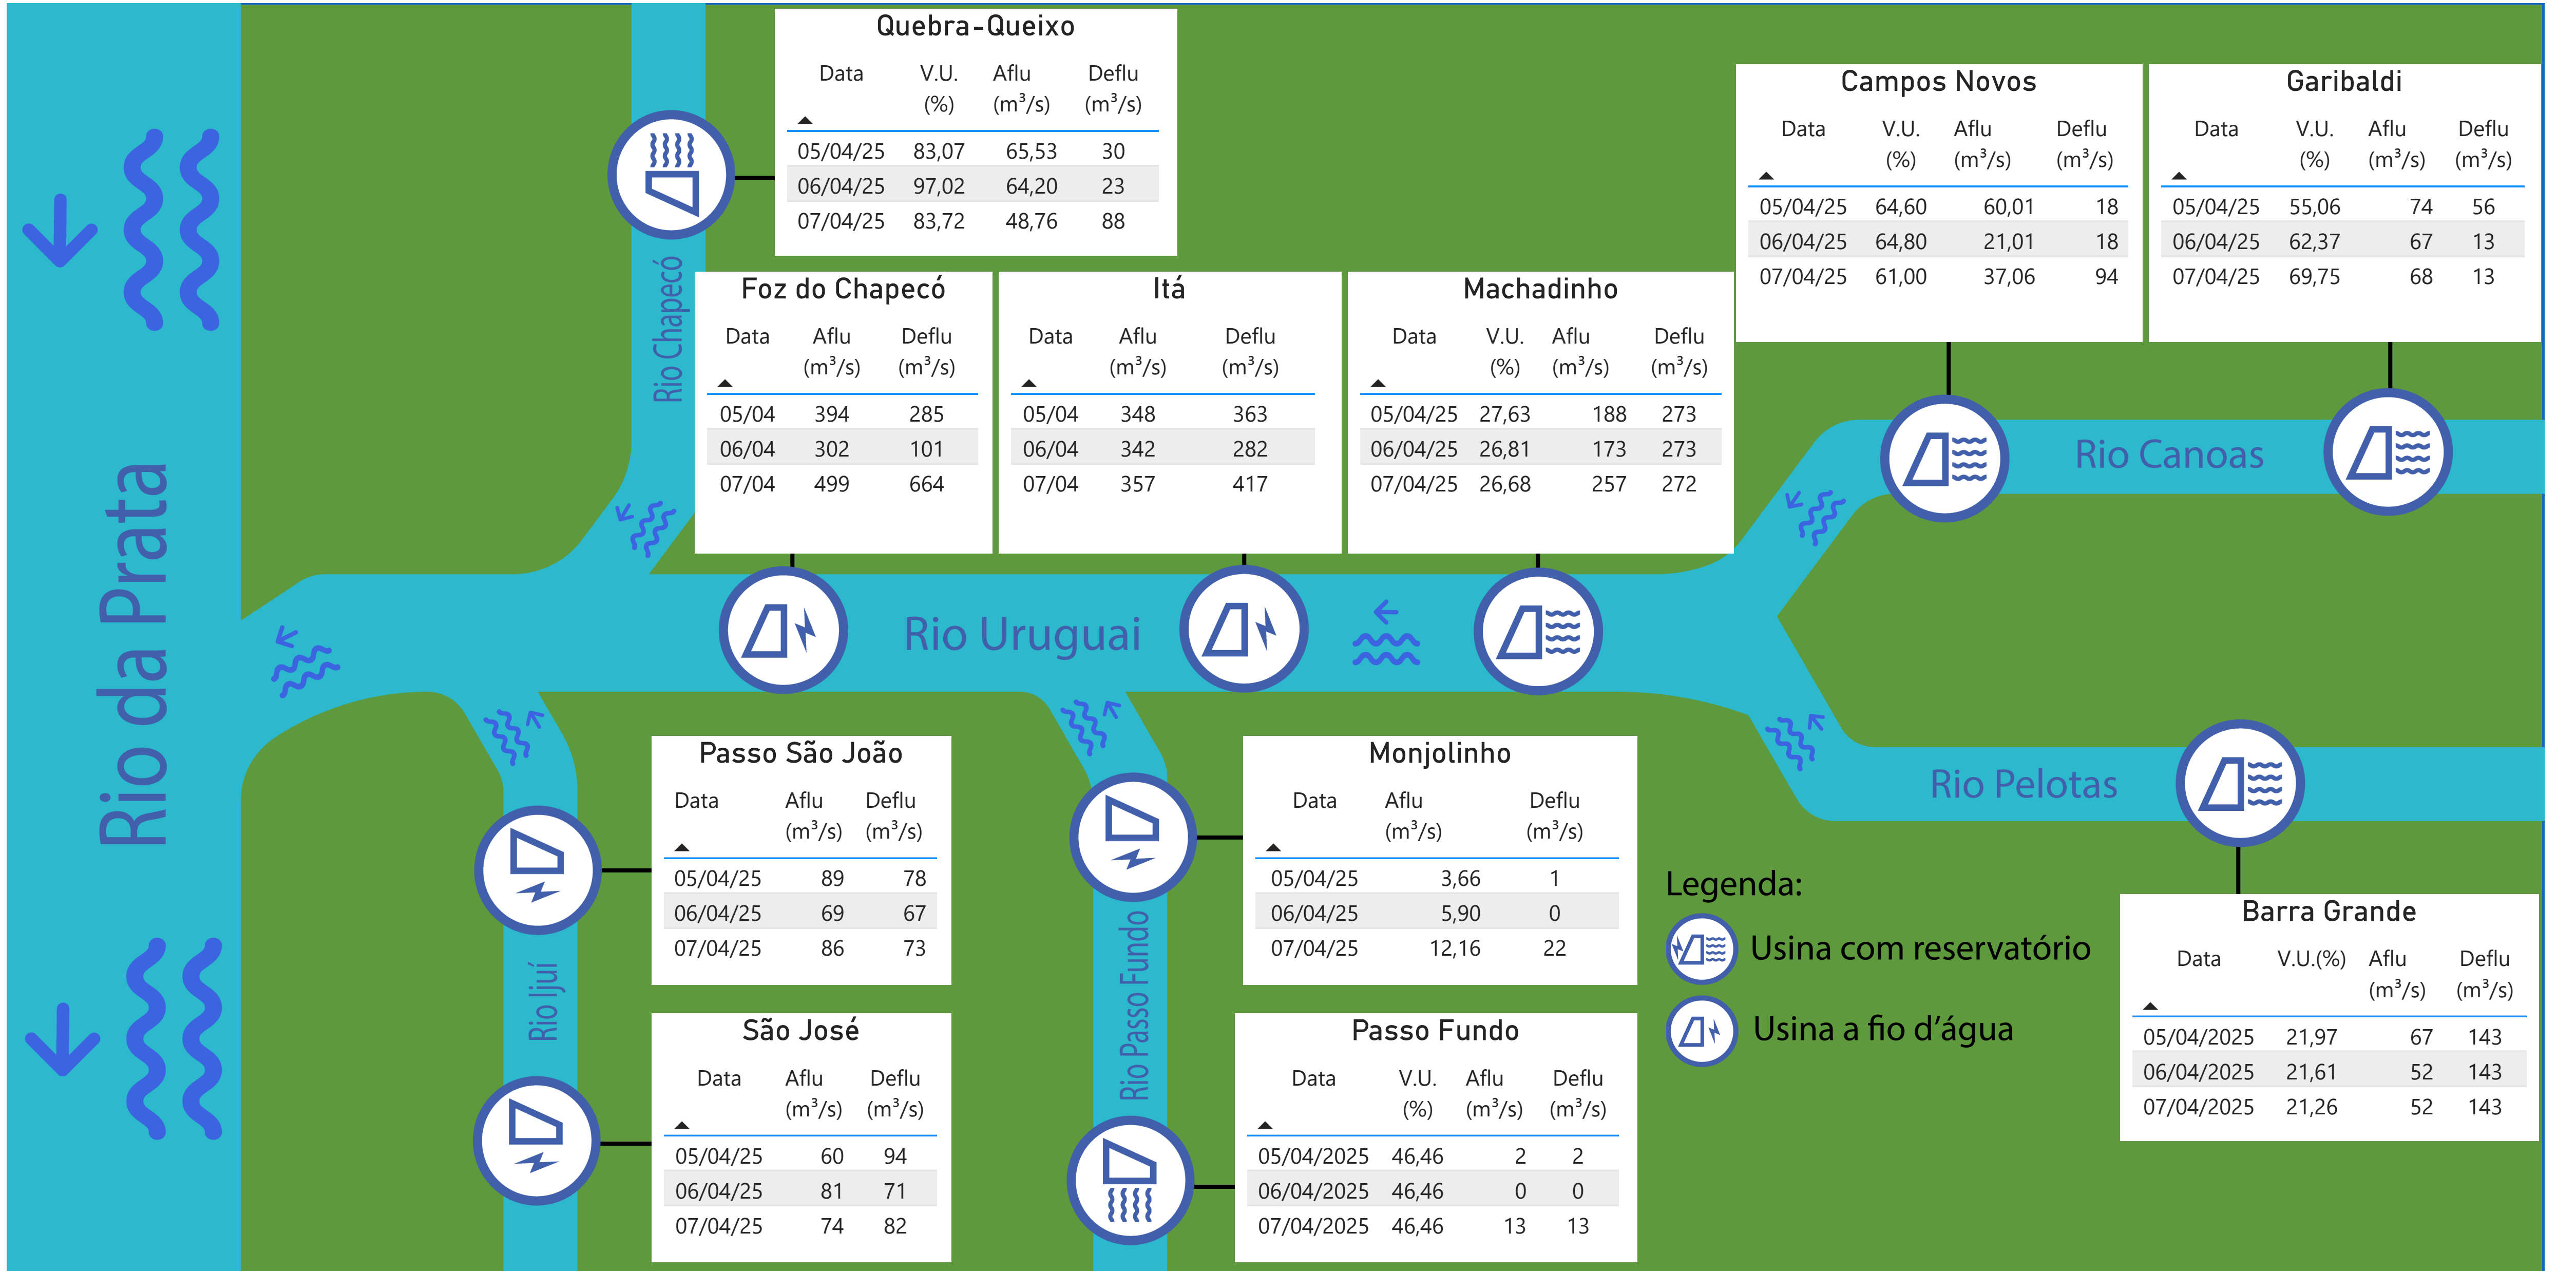 Quebra-Queixo
Data V.U. (%) Aflu (m³/s) Deflu (m³/s)
05/04/25 83,07 65,53 30
06/04/25 97,02 64,20 23
07/04/25 83,72 48,76 88
Campos Novos
Data V.U. (%) Aflu (m³/s) Deflu (m³/s)
05/04/25 64,60 60,01 18
06/04/25 64,80 21,01 18
07/04/25 61,00 37,06 94
Garibaldi
Data V.U. (%) Aflu (m³/s) Deflu (m³/s)
05/04/25 55,06 74 56
06/04/25 62,37 67 13
07/04/25 69,75 68 13
Rio Chapecó
Foz do Chapecó
Data Aflu (m³/s) Deflu (m³/s)
05/04 394 285
06/04 302 101
07/04 499 664
Itá
Data Aflu (m³/s) Deflu (m³/s)
05/04 348 363
06/04 342 282
07/04 357 417
Machadinho
Data V.U. (%) Aflu (m³/s) Deflu (m³/s)
05/04/25 27,63 188 273
06/04/25 26,81 173 273
07/04/25 26,68 257 272
Rio Canoas
Rio da Prata
Rio Uruguai
Rio Pelotas
Passo São João
Data Aflu (m³/s) Deflu (m³/s)
05/04/25 89 78
06/04/25 69 67
07/04/25 86 73
Monjolinho
Data Aflu (m³/s) Deflu (m³/s)
05/04/25 3,66 1
06/04/25 5,90 0
07/04/25 12,16 22
Rio Ijuí
São José
Data Aflu (m³/s) Deflu (m³/s)
05/04/25 60 94
06/04/25 81 71
07/04/25 74 82
Rio Passo Fundo
Passo Fundo
Data V.U. (%) Aflu (m³/s) Deflu (m³/s)
05/04/2025 46,46 2 2
06/04/2025 46,46 0 0
07/04/2025 46,46 13 13
Legenda:
Usina com reservatório
Usina a fio d'água
Barra Grande
Data V.U.(%) Aflu (m³/s) Deflu (m³/s)
05/04/2025 21,97 67 143
06/04/2025 21,61 52 143
07/04/2025 21,26 52 143